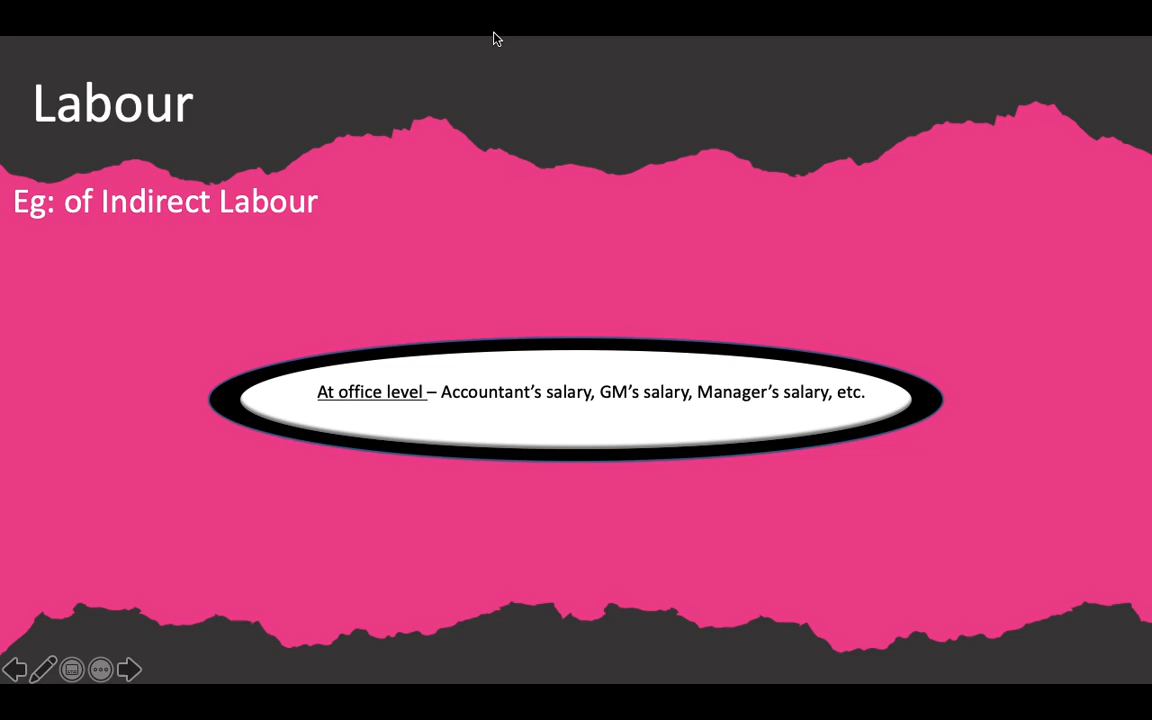 Labour
Eg: of Indirect Labour
At office level – Accountant’s salary, GM’s salary, Manager’s salary, etc.